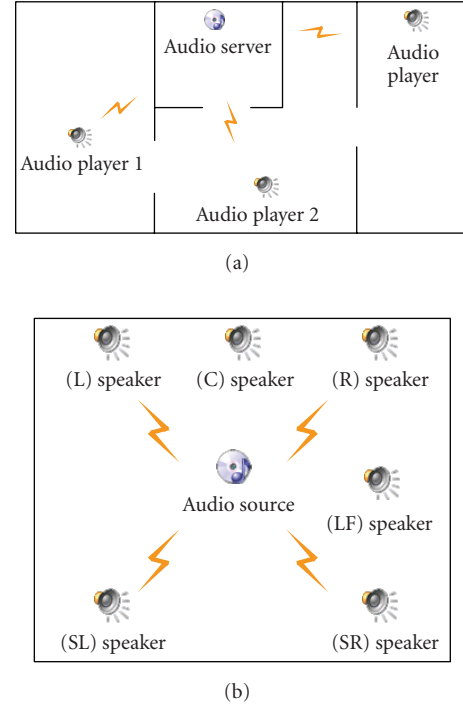 Audio server
Audio
player
Audio player 1
Audio player 2
(a)
(L) speaker (C) speaker (R) speaker
Audio source
(LF) speaker
(SL) speaker (SR) speaker
(b)